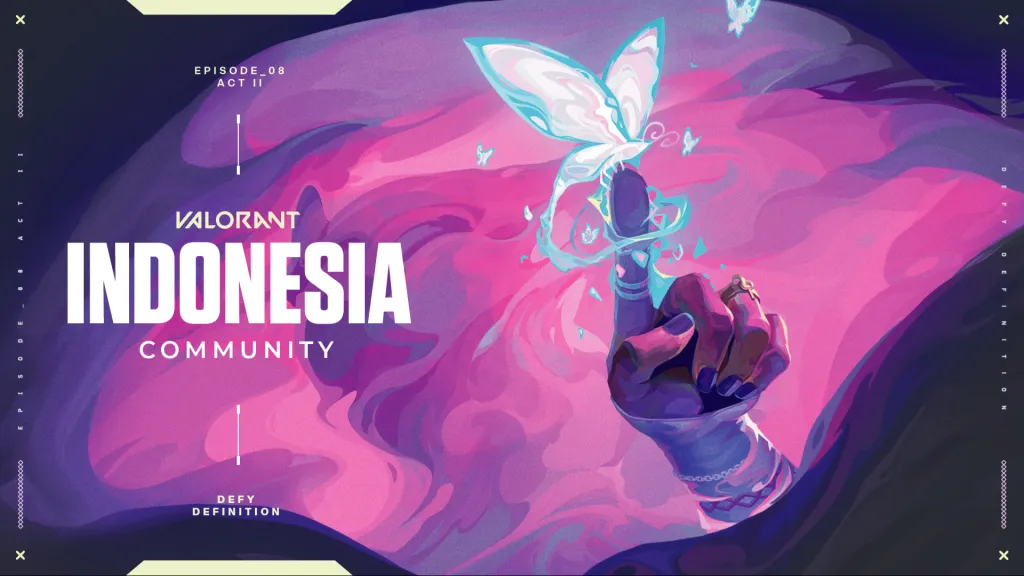 EPISODE_08
ACT II
VALORANT
INDONESIA
COMMUNITY
DEFY
DEFINITION
EPISODE_08 ACT II
DEFY DEFINITION